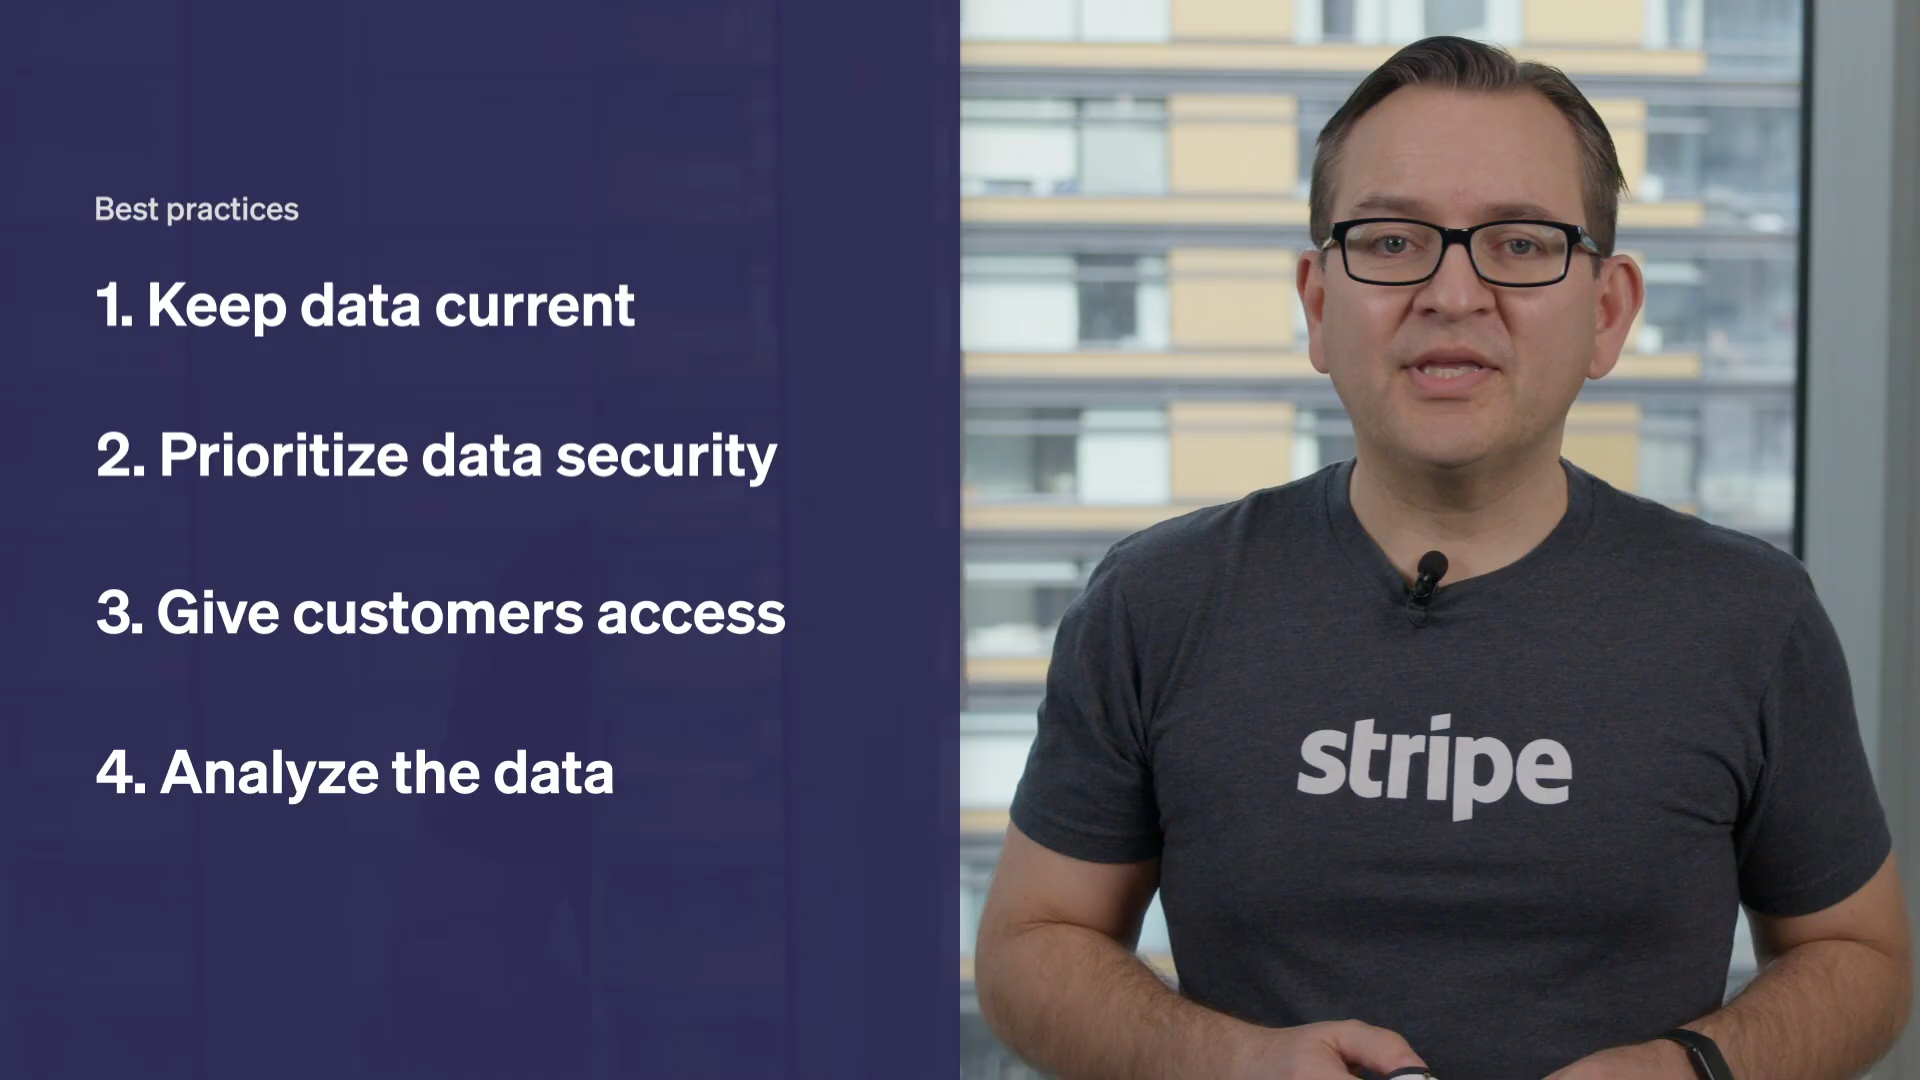 Best practices
1. Keep data current
2. Prioritize data security
3. Give customers access
4. Analyze the data
stripe